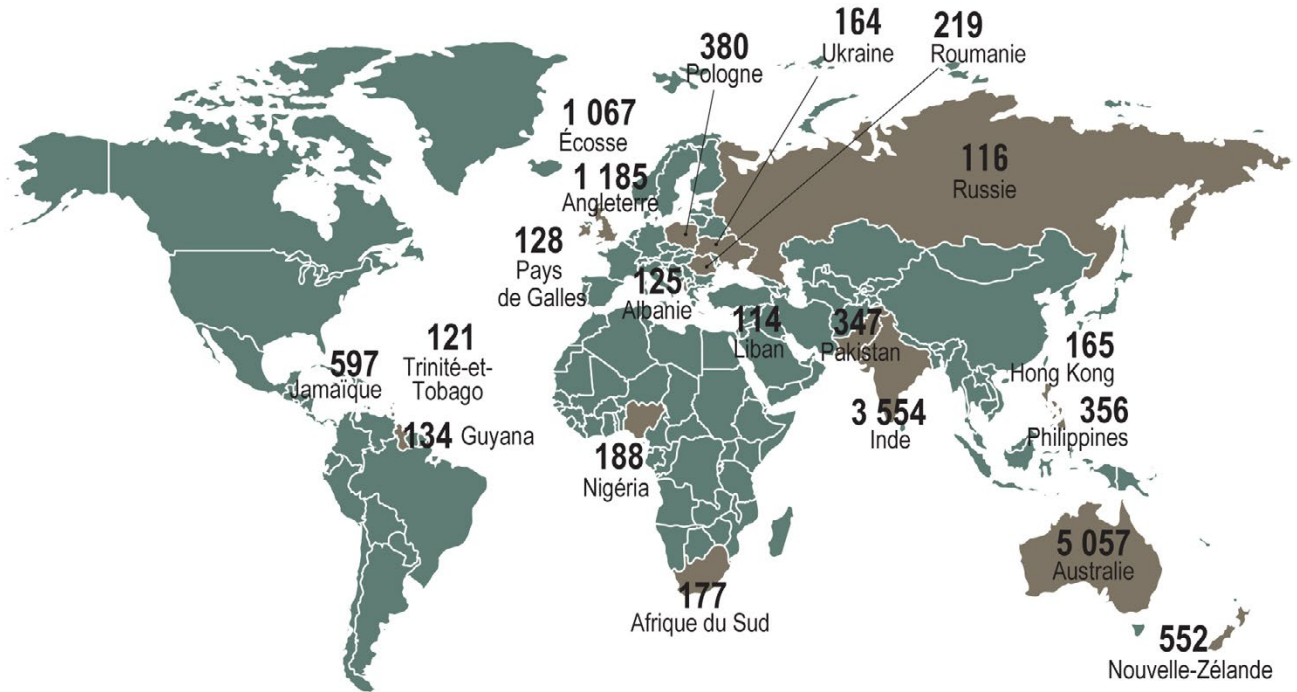 164
Ukraine
219
Roumanie
380
Pologne
1 067
Écosse
1 185
Angleterre
116
Russie
128
Pays
de Galles
125
Albanie
114
Liban
347
Pakistan
165
Hong Kong
121
Trinité-et-
Tobago
597
Jamaïque
134 Guyana
3 554
Inde
356
Philippines
188
Nigéria
5 057
Australie
177
Afrique du Sud
552
Nouvelle-Zélande